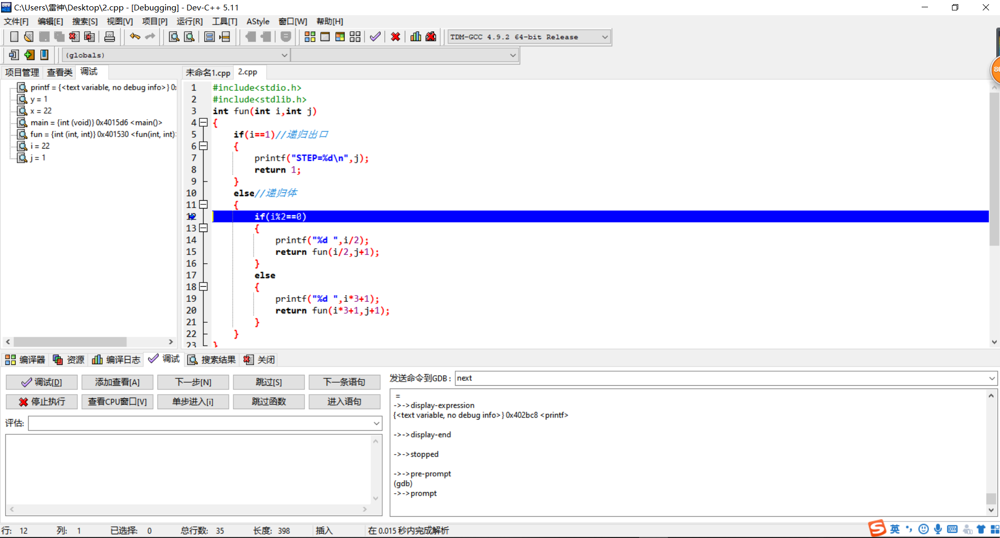 C:\Users\雷神\Desktop\2.cpp - [Debugging] - Dev-C++ 5.11
文件[F] 编辑[E] 搜索[S] 视图[V] 项目[P] 运行[R] 工具[T] AStyle 窗口[W] 帮助[H]
TDM-GCC 4.9.2 64-bit Release
(globals)
项目管理 查看类 调试
未命名1.cpp 2.cpp
printf = {<text variable, no debug info>} 0
y = 1
x = 22
main = {int (void)} 0x4015d6 <main()>
fun = {int (int, int)} 0x401530 <fun(int, int)
i = 22
j = 1
1 #include<stdio.h>
2 #include<stdlib.h>
3 int fun(int i,int j)
4 {
5 if(i==1)//递归出口
6 {
7 printf("STEP=%d\n",j);
8 return 1;
9 }
10 else//递归体
11 {
12 if(i%2==0)
13 {
14 printf("%d ",i/2);
15 return fun(i/2,j+1);
16 }
17 else
18 {
19 printf("%d ",i*3+1);
20 return fun(i*3+1,j+1);
21 }
22 }
23 }
编译器 资源 编译日志 调试 搜索结果 关闭
调试[D] 添加查看[A] 下一步[N] 跳过[S] 下一条语句
停止执行 查看CPU窗口[V] 单步进入[i] 跳过函数 进入语句
评估:
发送命令到GDB: next
=
->->display-expression
{<text variable, no debug info>} 0x402bc8 <printf>
->->display-end
->->stopped
->->pre-prompt
(gdb)
->->prompt
行: 12 列: 1 已选择: 0 总行数: 35 长度: 398 插入 在 0.015 秒内完成解析
英